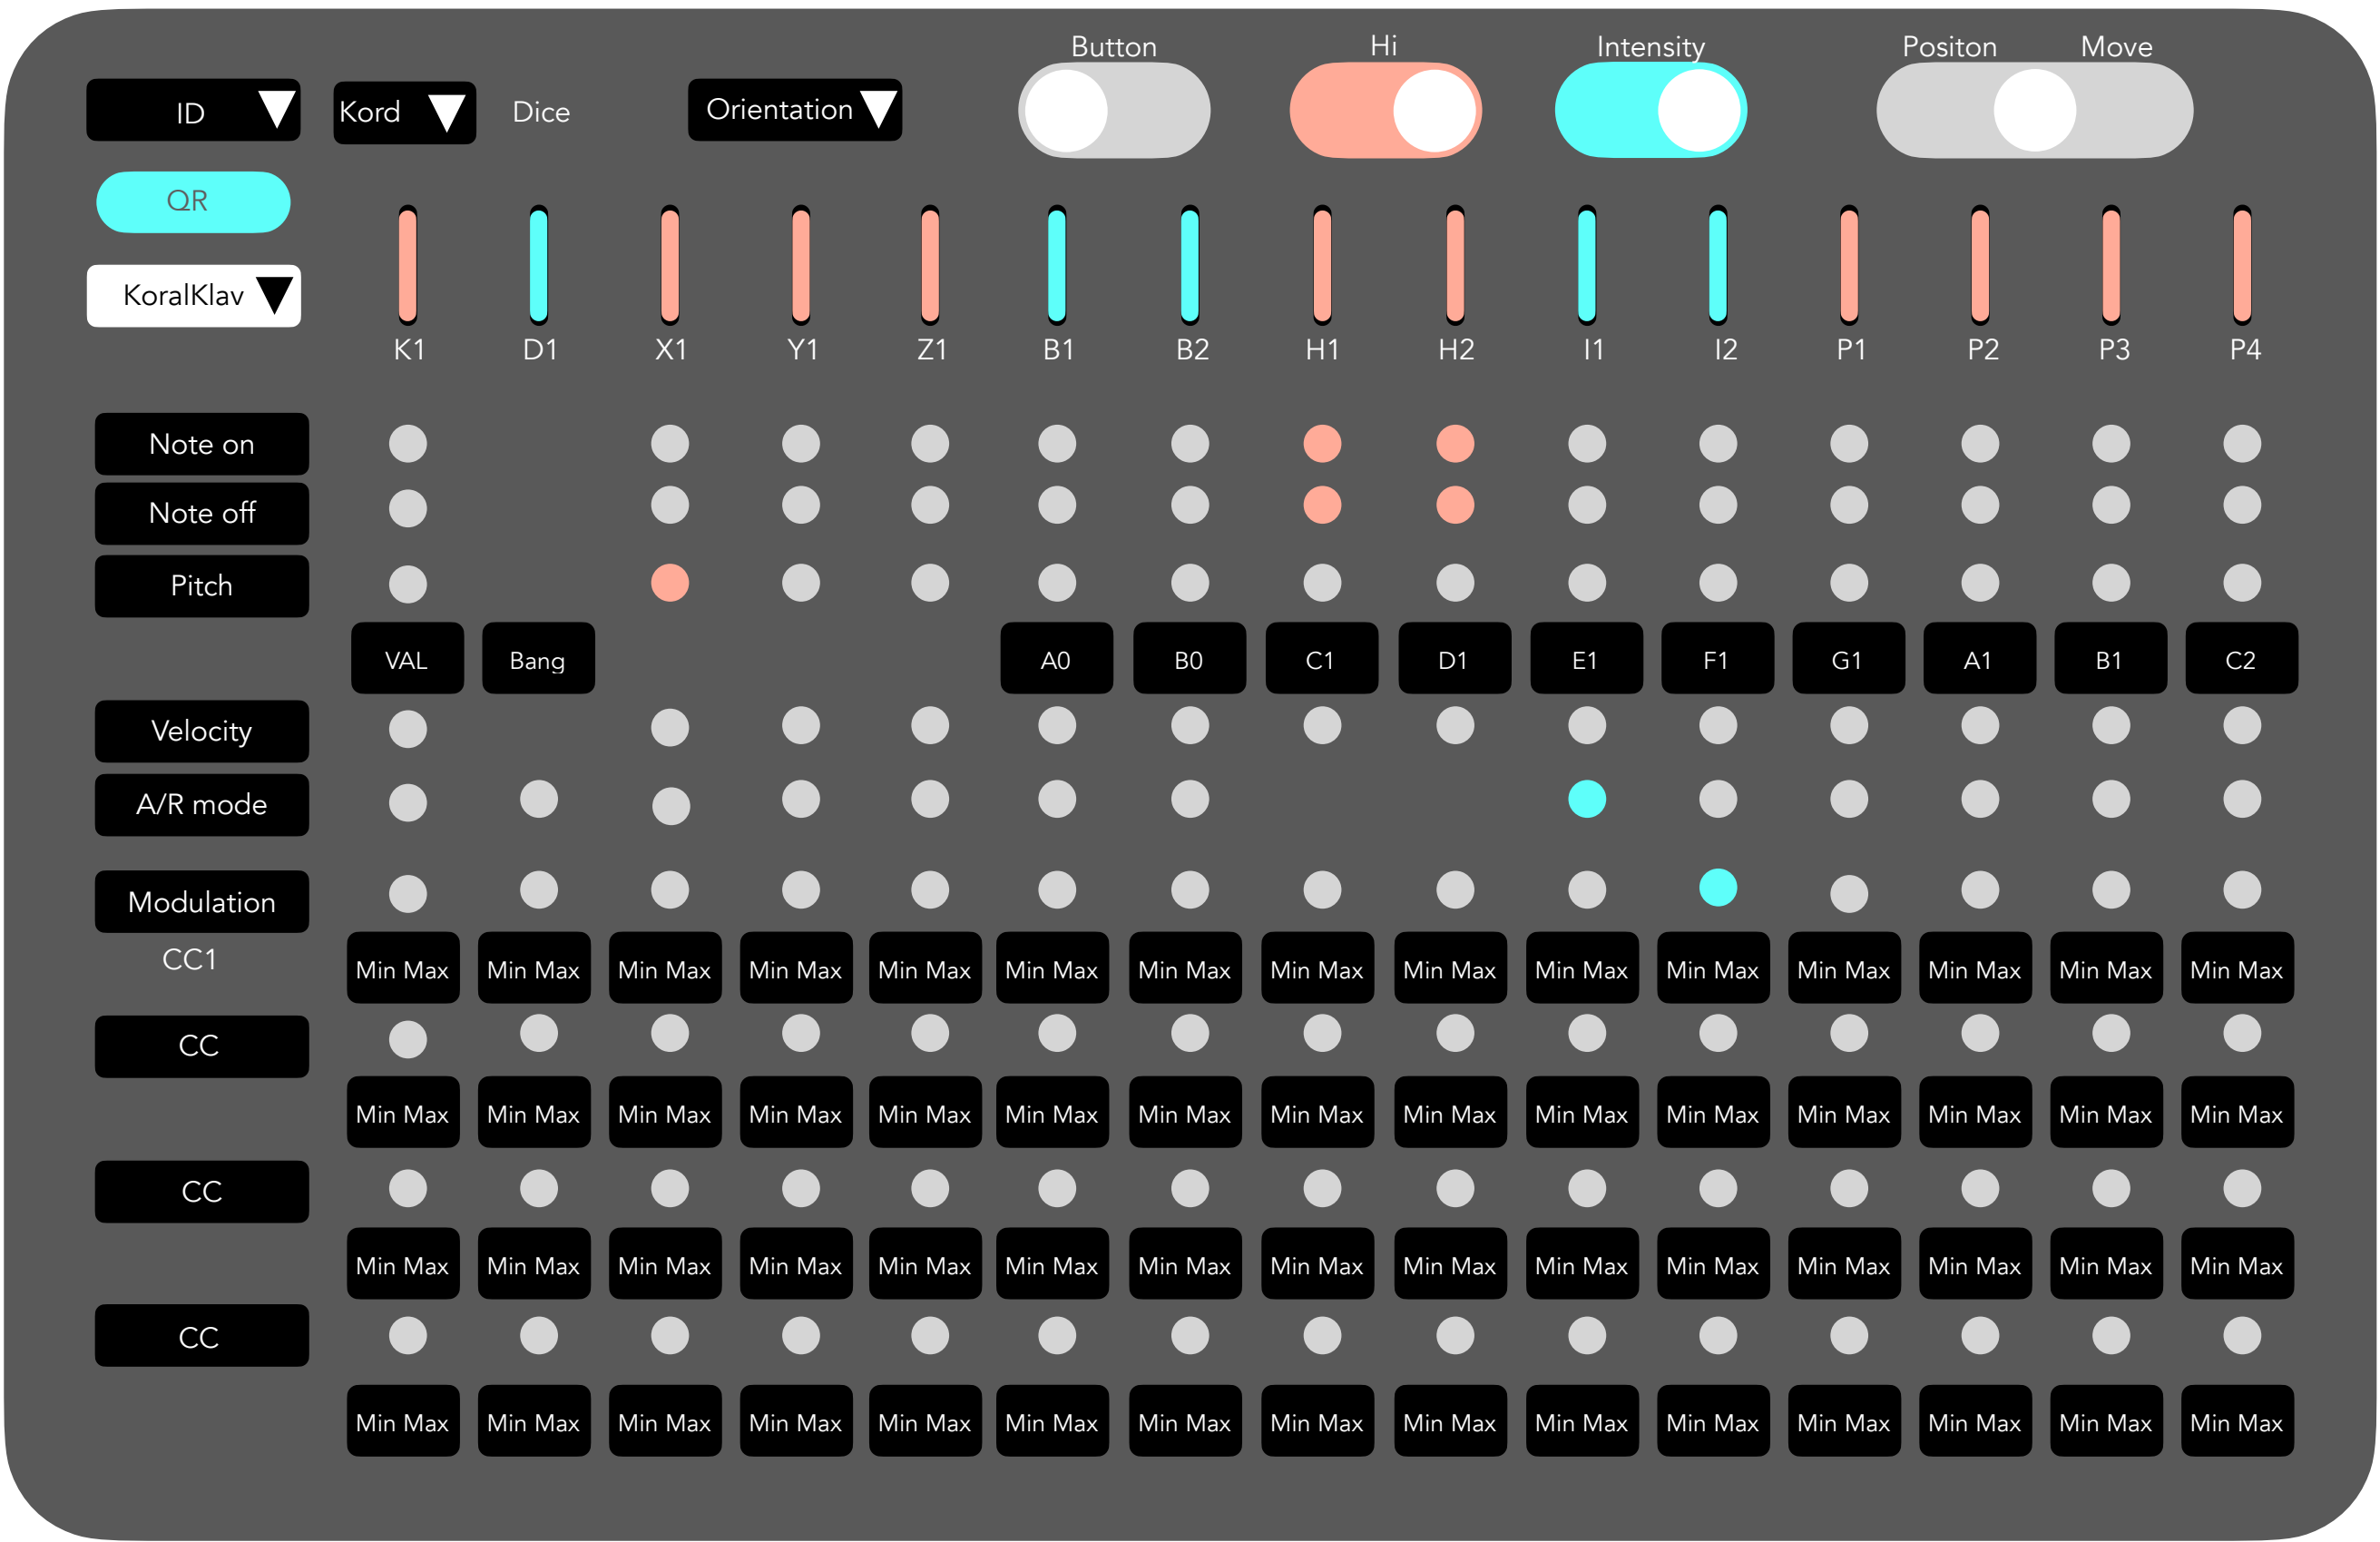 Button Hi Intensity Positon Move
ID Kord Dice Orientation
QR
KoralKlav
K1 D1 X1 Y1 Z1 B1 B2 H1 H2 I1 I2 P1 P2 P3 P4
Note on
Note off
Pitch
VAL Bang A0 B0 C1 D1 E1 F1 G1 A1 B1 C2
Velocity
A/R mode
Modulation
CC1
Min Max Min Max Min Max Min Max Min Max Min Max Min Max Min Max Min Max Min Max Min Max Min Max Min Max Min Max Min Max
CC
Min Max Min Max Min Max Min Max Min Max Min Max Min Max Min Max Min Max Min Max Min Max Min Max Min Max Min Max Min Max
CC
Min Max Min Max Min Max Min Max Min Max Min Max Min Max Min Max Min Max Min Max Min Max Min Max Min Max Min Max Min Max
CC
Min Max Min Max Min Max Min Max Min Max Min Max Min Max Min Max Min Max Min Max Min Max Min Max Min Max Min Max Min Max